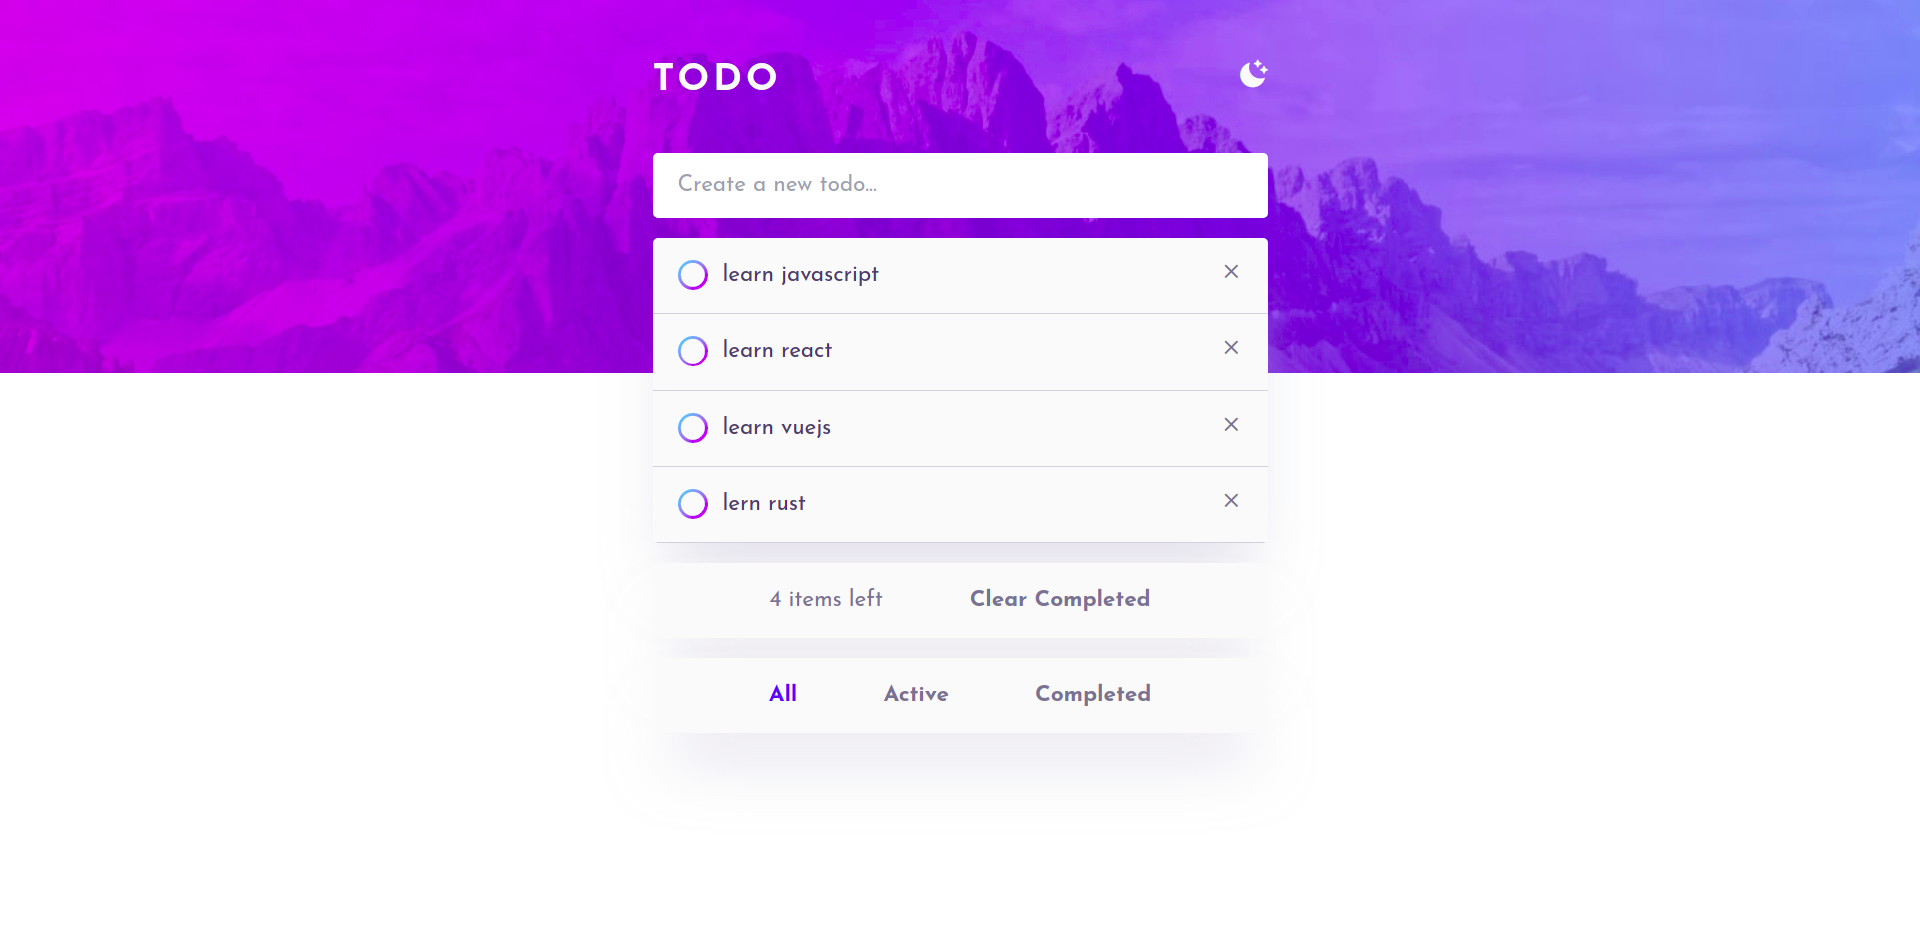 TODO
Create a new todo...
learn javascript
learn react
learn vuejs
lern rust
4 items left Clear Completed
All Active Completed